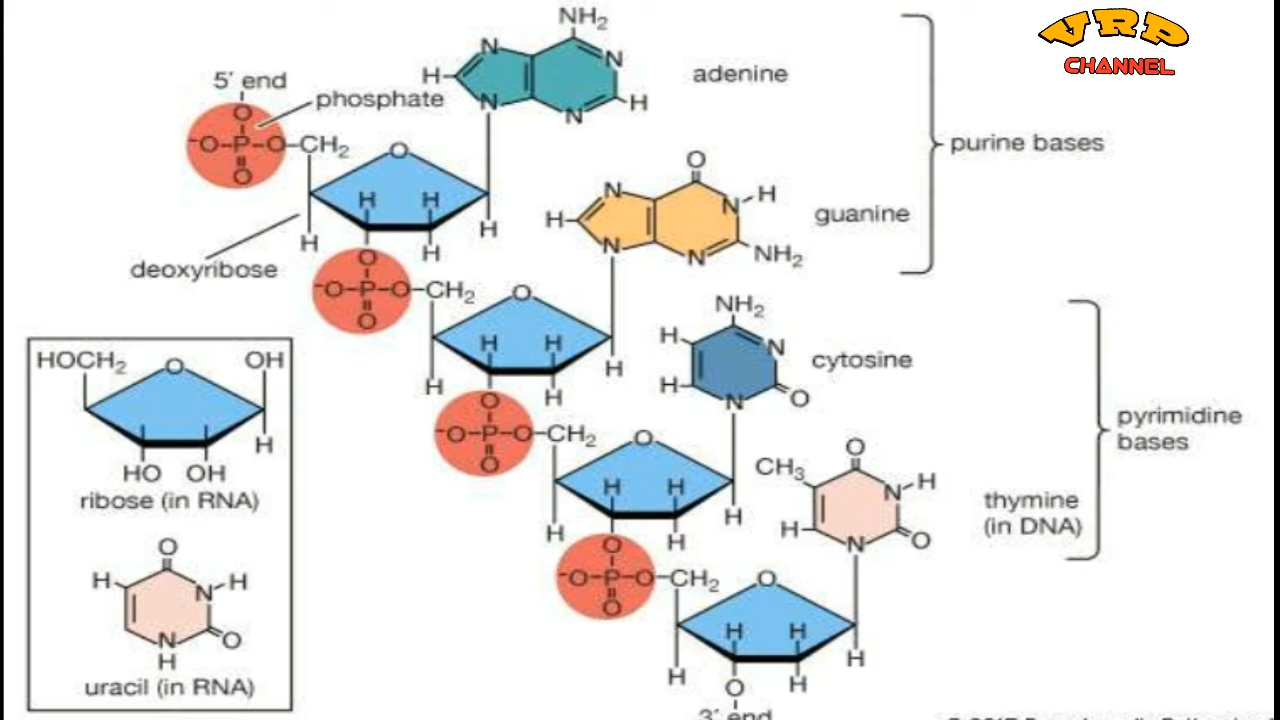 VRP
CHANNEL
NH₂
N
N
adenine
5′ end
H
phosphate
N
N
H
O
⁻O–P–O–CH₂
O
O
purine bases
O
H
H
N
N
H
guanine
H
H
H
H
N
N
NH₂
deoxyribose
O
⁻O–P–O–CH₂
O
O
NH₂
H
H
H
N
cytosine
H
H
H
H
N
O
HOCH₂
O
OH
O
⁻O–P–O–CH₂
O
O
pyrimidine
bases
O
CH₃
N
H
H
H
thymine
(in DNA)
H
HO
OH
H
H
H
H
N
O
ribose (in RNA)
O
⁻O–P–O–CH₂
O
O
O
H
N
H
H
H
N
O
H
H
H
H
H
uracil (in RNA)
O
3′ end